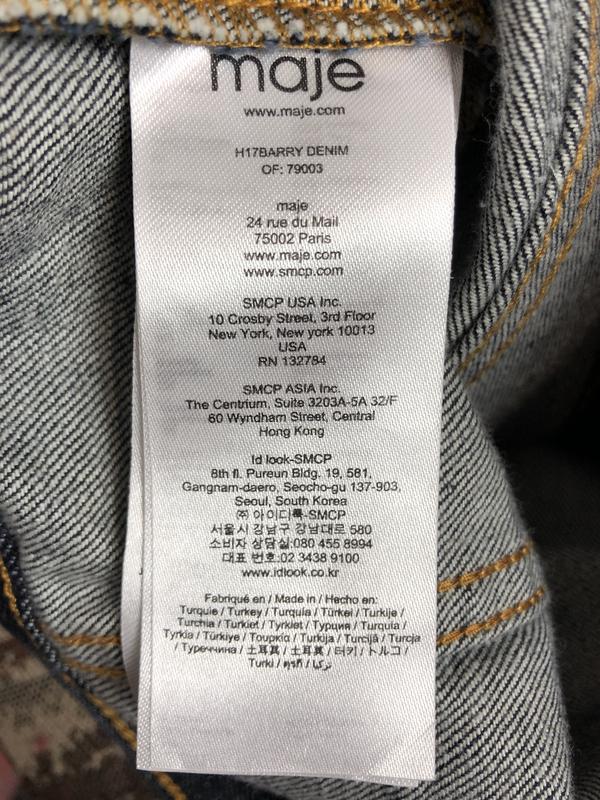 maje
www.maje.com
H17BARRY DENIM
OF: 79003
maje
24 rue du Mail
75002 Paris
www.maje.com
www.smcp.com
SMCP USA Inc.
10 Crosby Street, 3rd Floor
New York, New york 10013
USA
RN 132784
SMCP ASIA Inc.
The Centrium, Suite 3203A-5A 32/F
60 Wyndham Street, Central
Hong Kong
Id look-SMCP
8th fl. Pureun Bldg. 19, 581,
Gangnam-daero, Seocho-gu 137-903,
Seoul, South Korea
㈜ 아이디룩-SMCP
서울시 강남구 강남대로 580
소비자 상담실:080 455 8994
대표 번호:02 3438 9100
www.idlook.co.kr
Fabriqué en / Made in / Hecho en:
Turquie / Turkey / Turquía / Türkei / Turkije /
Turchia / Turkiet / Tyrkiet / Турция / Turquia /
Tyrkia / Türkiye / Τουρκία / Turkija / Turcijā / Turcja
/ Туреччина / 土耳其 / 土耳其 / 터키 / トルコ /
Turki / ตุรกี / تركيا